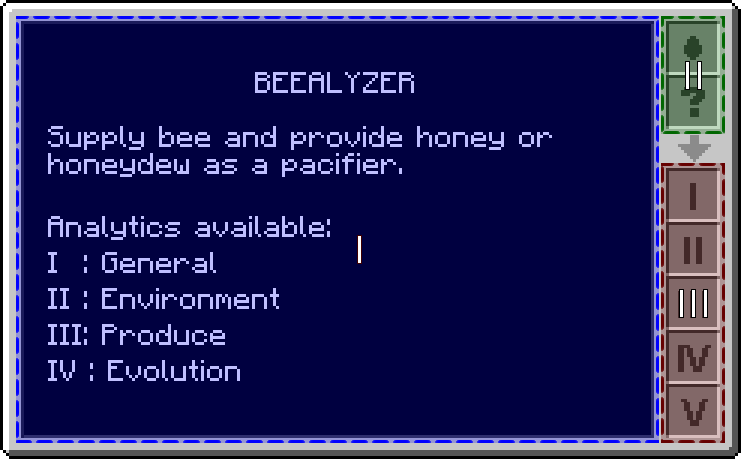 BEEALYZER
Supply bee and provide honey or
honeydew as a pacifier.
Analytics available:
I : General
II : Environment
III: Produce
IV : Evolution
II
?
I
II
III
IV
V